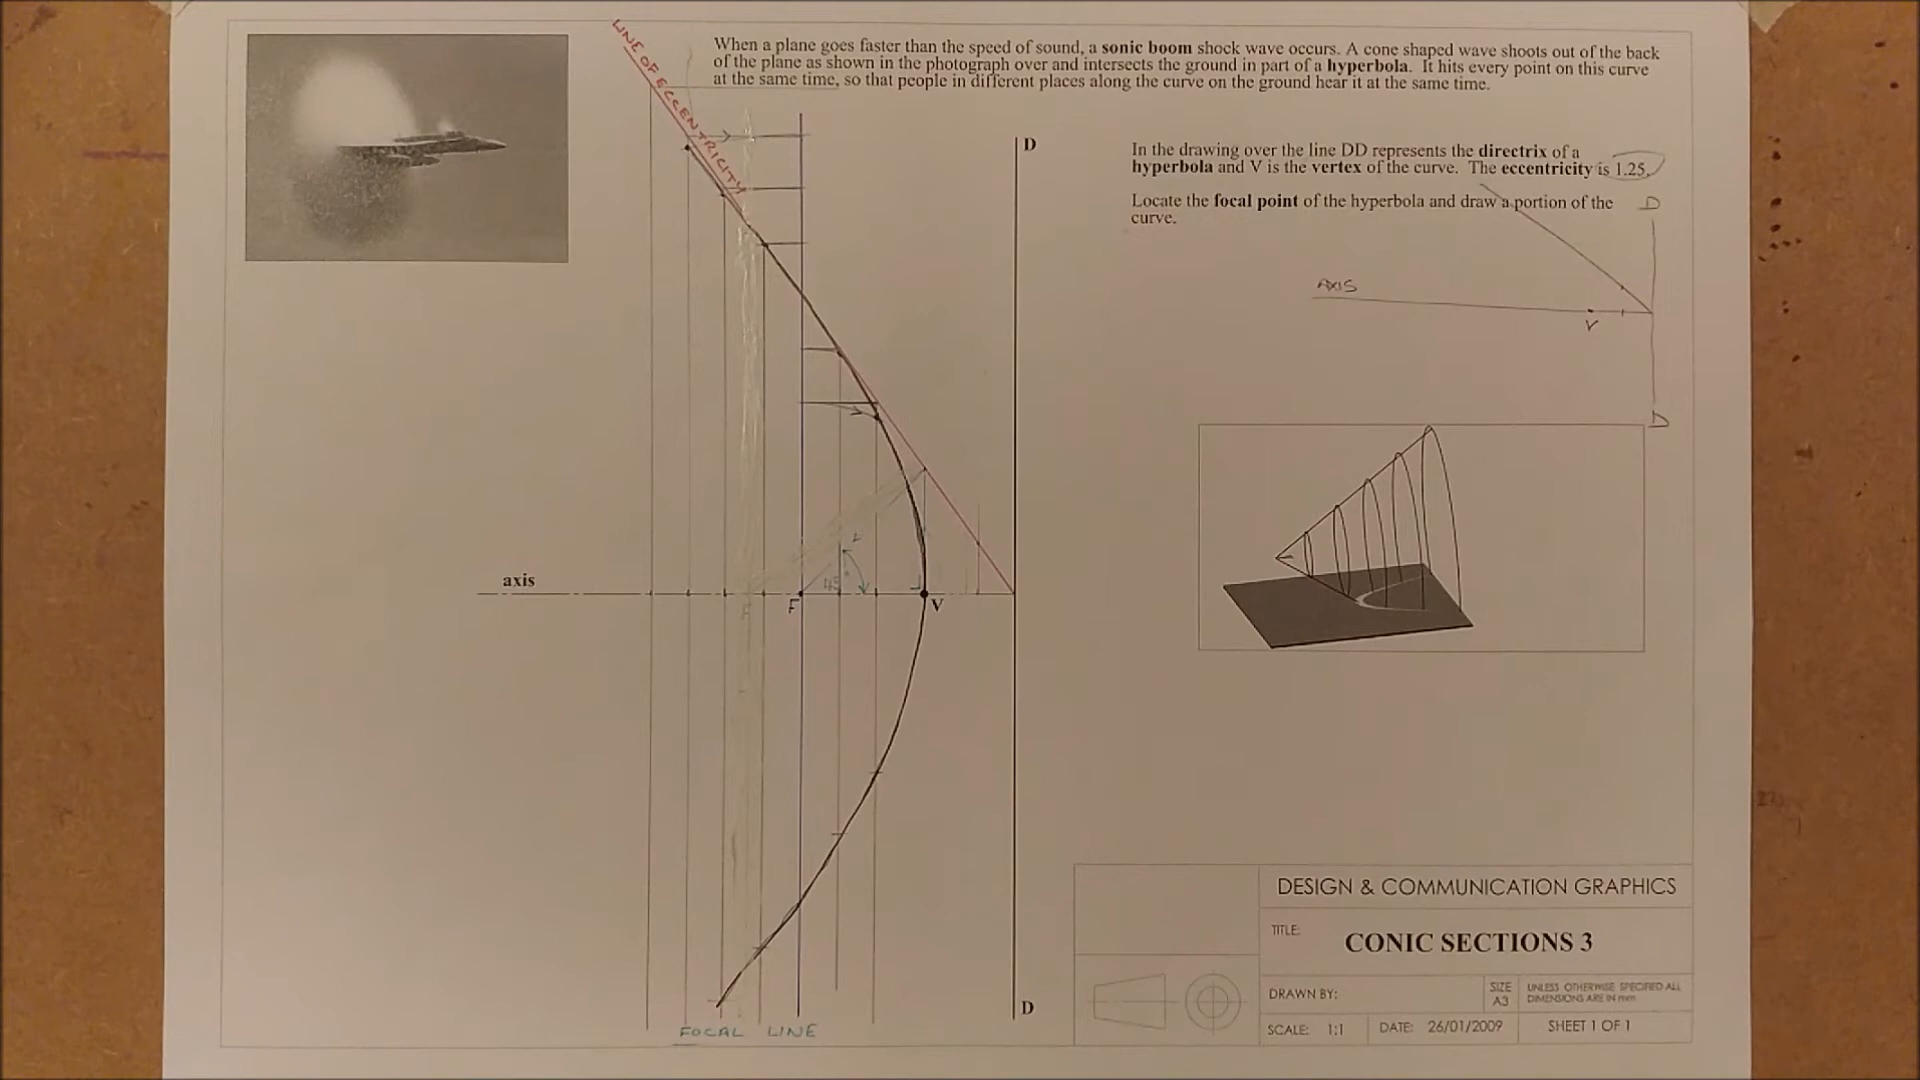 LINE OF ECCENTRICITY
When a plane goes faster than the speed of sound, a sonic boom shock wave occurs. A cone shaped wave shoots out of the back
of the plane as shown in the photograph over and intersects the ground in part of a hyperbola. It hits every point on this curve
at the same time, so that people in different places along the curve on the ground hear it at the same time.
D
In the drawing over the line DD represents the directrix of a
hyperbola and V is the vertex of the curve. The eccentricity is 1.25.
Locate the focal point of the hyperbola and draw a portion of the
curve.
D
AXIS
V
D
axis
45°
F
F
V
D
FOCAL LINE
DESIGN & COMMUNICATION GRAPHICS
TITLE:
CONIC SECTIONS 3
DRAWN BY:
SIZE
A3
UNLESS OTHERWISE SPECIFIED ALL
DIMENSIONS ARE IN mm
SCALE: 1:1
DATE: 26/01/2009
SHEET 1 OF 1